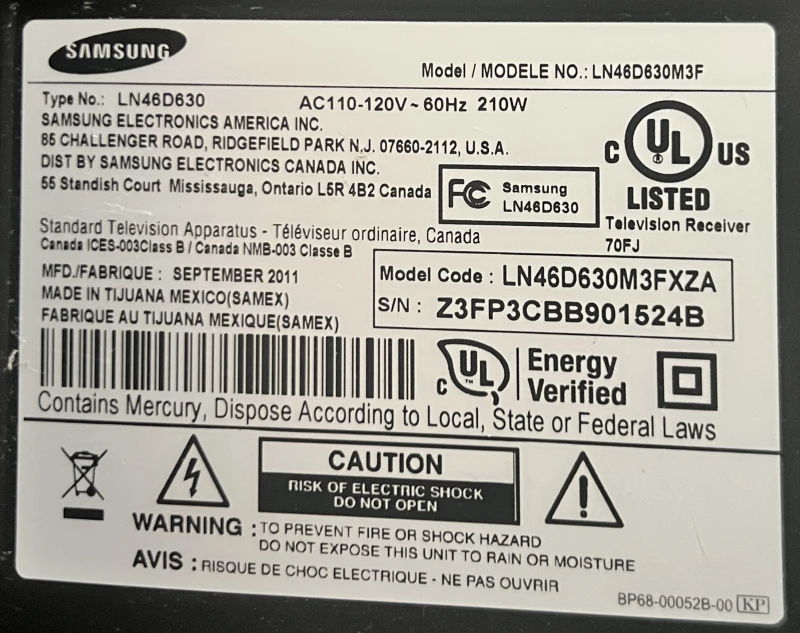 SAMSUNG
Model / MODELE NO.: LN46D630M3F
Type No.: LN46D630 AC110-120V ~ 60Hz 210W
SAMSUNG ELECTRONICS AMERICA INC.
85 CHALLENGER ROAD, RIDGEFIELD PARK N.J. 07660-2112, U.S.A.
DIST BY SAMSUNG ELECTRONICS CANADA INC.
55 Standish Court Mississauga, Ontario L5R 4B2 Canada
FC Samsung
LN46D630
C UL US
®
LISTED
Television Receiver
70FJ
Standard Television Apparatus - Téléviseur ordinaire, Canada
Canada ICES-003Class B / Canada NMB-003 Classe B
MFD./FABRIQUE : SEPTEMBER 2011
MADE IN TIJUANA MEXICO(SAMEX)
FABRIQUE AU TIJUANA MEXIQUE(SAMEX)
Model Code : LN46D630M3FXZA
S/N : Z3FP3CBB901524B
C UL ™ Energy
Verified
Contains Mercury, Dispose According to Local, State or Federal Laws
CAUTION
RISK OF ELECTRIC SHOCK
DO NOT OPEN
WARNING : TO PREVENT FIRE OR SHOCK HAZARD
DO NOT EXPOSE THIS UNIT TO RAIN OR MOISTURE
AVIS : RISQUE DE CHOC ELECTRIQUE - NE PAS OUVRIR
BP68-00052B-00 KP